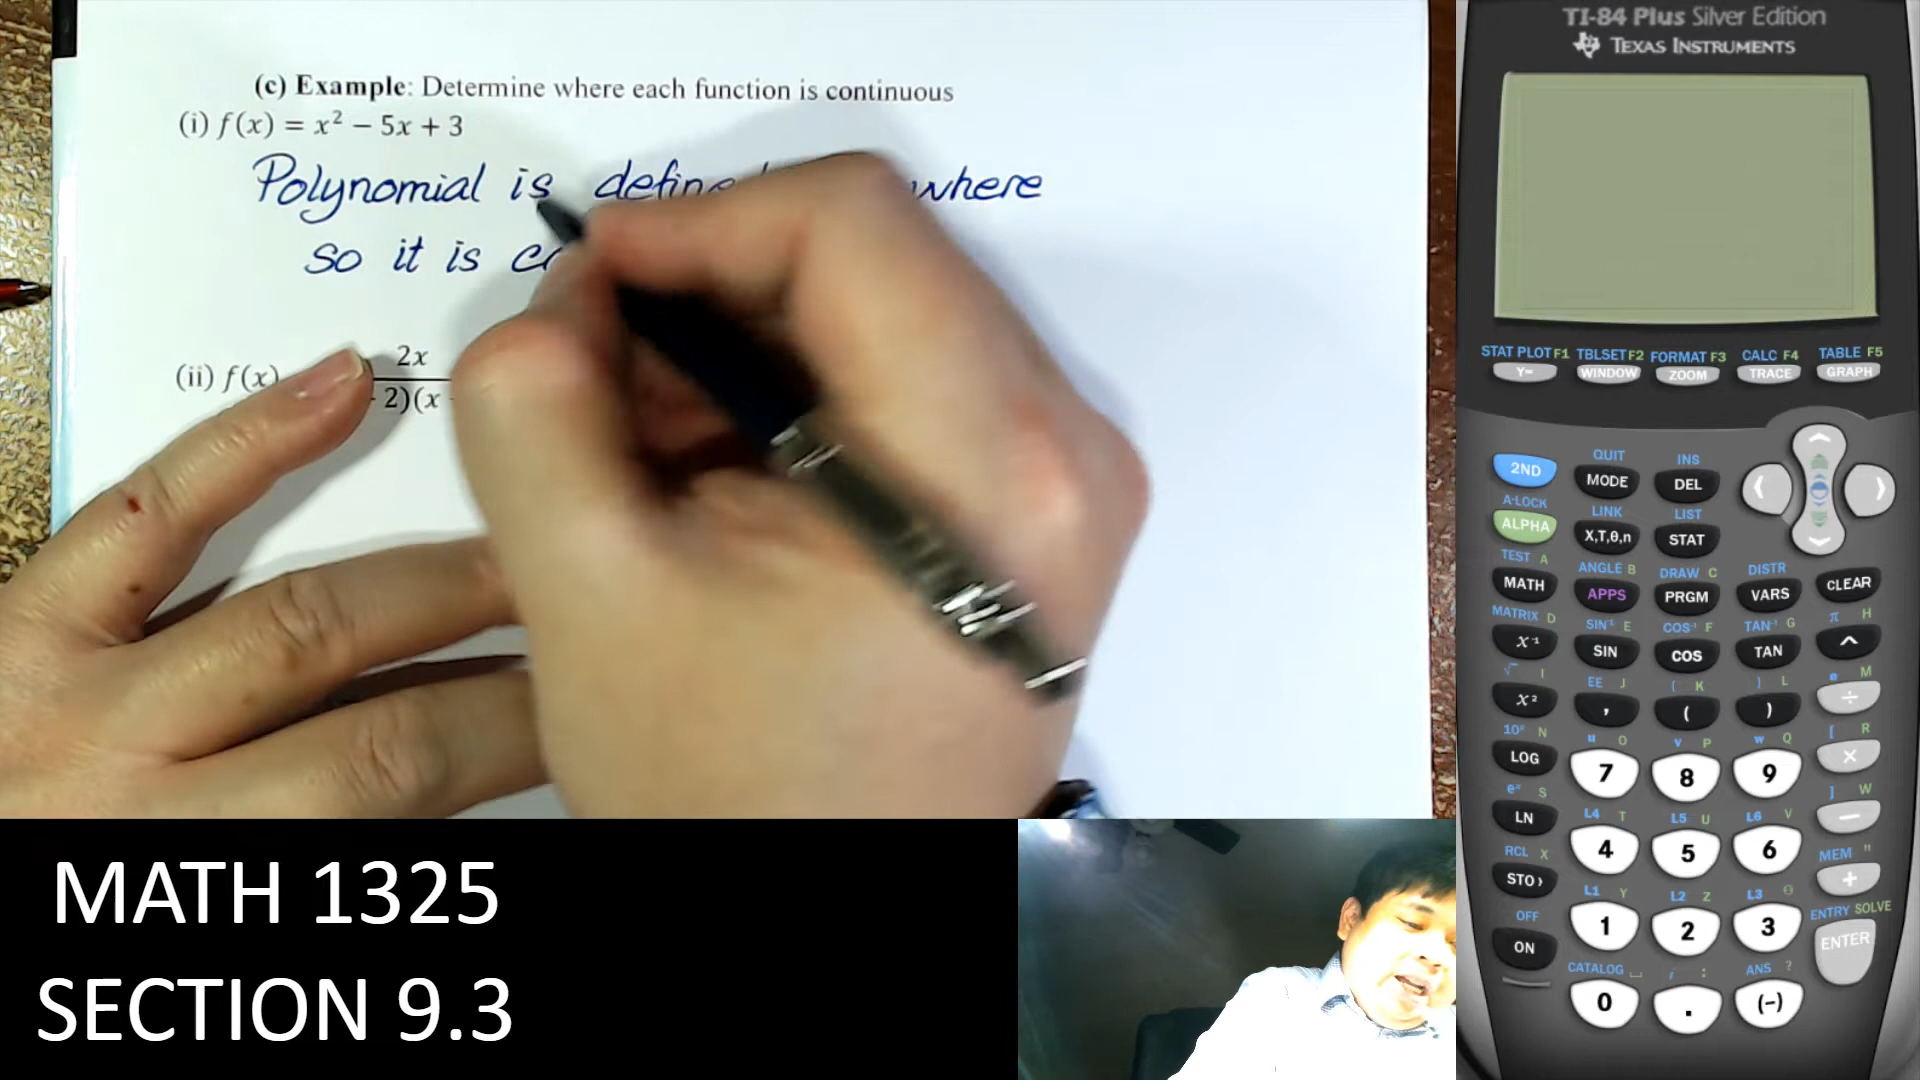 (c) Example: Determine where each function is continuous
(i) f(x) = x² − 5x + 3
Polynomial is where
so it is
(ii) f(x) 2x
2)(x
MATH 1325
SECTION 9.3
TI-84 Plus Silver Edition
TEXAS INSTRUMENTS
STAT PLOT F1 TBLSET F2 FORMAT F3 CALC F4 TABLE F5
Y= WINDOW ZOOM TRACE GRAPH
QUIT INS
2ND MODE DEL
A-LOCK LINK LIST
ALPHA X,T,θ,n STAT
TEST A ANGLE B DRAW C DISTR
MATH APPS PRGM VARS CLEAR
MATRIX D SIN⁻¹ E COS⁻¹ F TAN⁻¹ G π H
x⁻¹ SIN COS TAN ^
√ I EE J { K } L e M
x² , ( ) ÷
10ˣ N u O v P w Q [ R
LOG 7 8 9 ×
eˣ S L4 T L5 U L6 V ] W
LN 4 5 6 −
RCL X L1 Y L2 Z L3 θ MEM "
STO› 1 2 3 +
OFF CATALOG ⎵ i : ANS ? ENTRY SOLVE
ON 0 . (-) ENTER